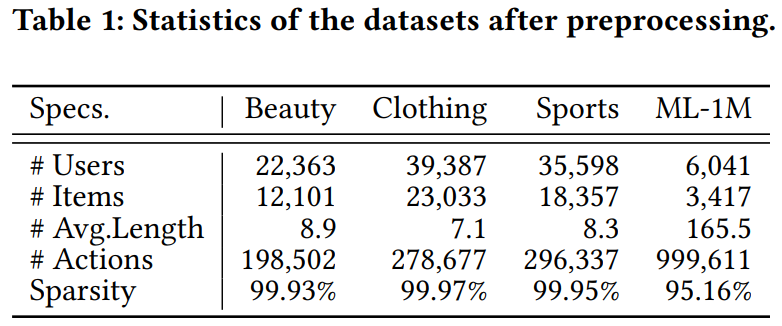 Table 1: Statistics of the datasets after preprocessing.
Specs. Beauty Clothing Sports ML-1M
# Users 22,363 39,387 35,598 6,041
# Items 12,101 23,033 18,357 3,417
# Avg.Length 8.9 7.1 8.3 165.5
# Actions 198,502 278,677 296,337 999,611
Sparsity 99.93% 99.97% 99.95% 95.16%